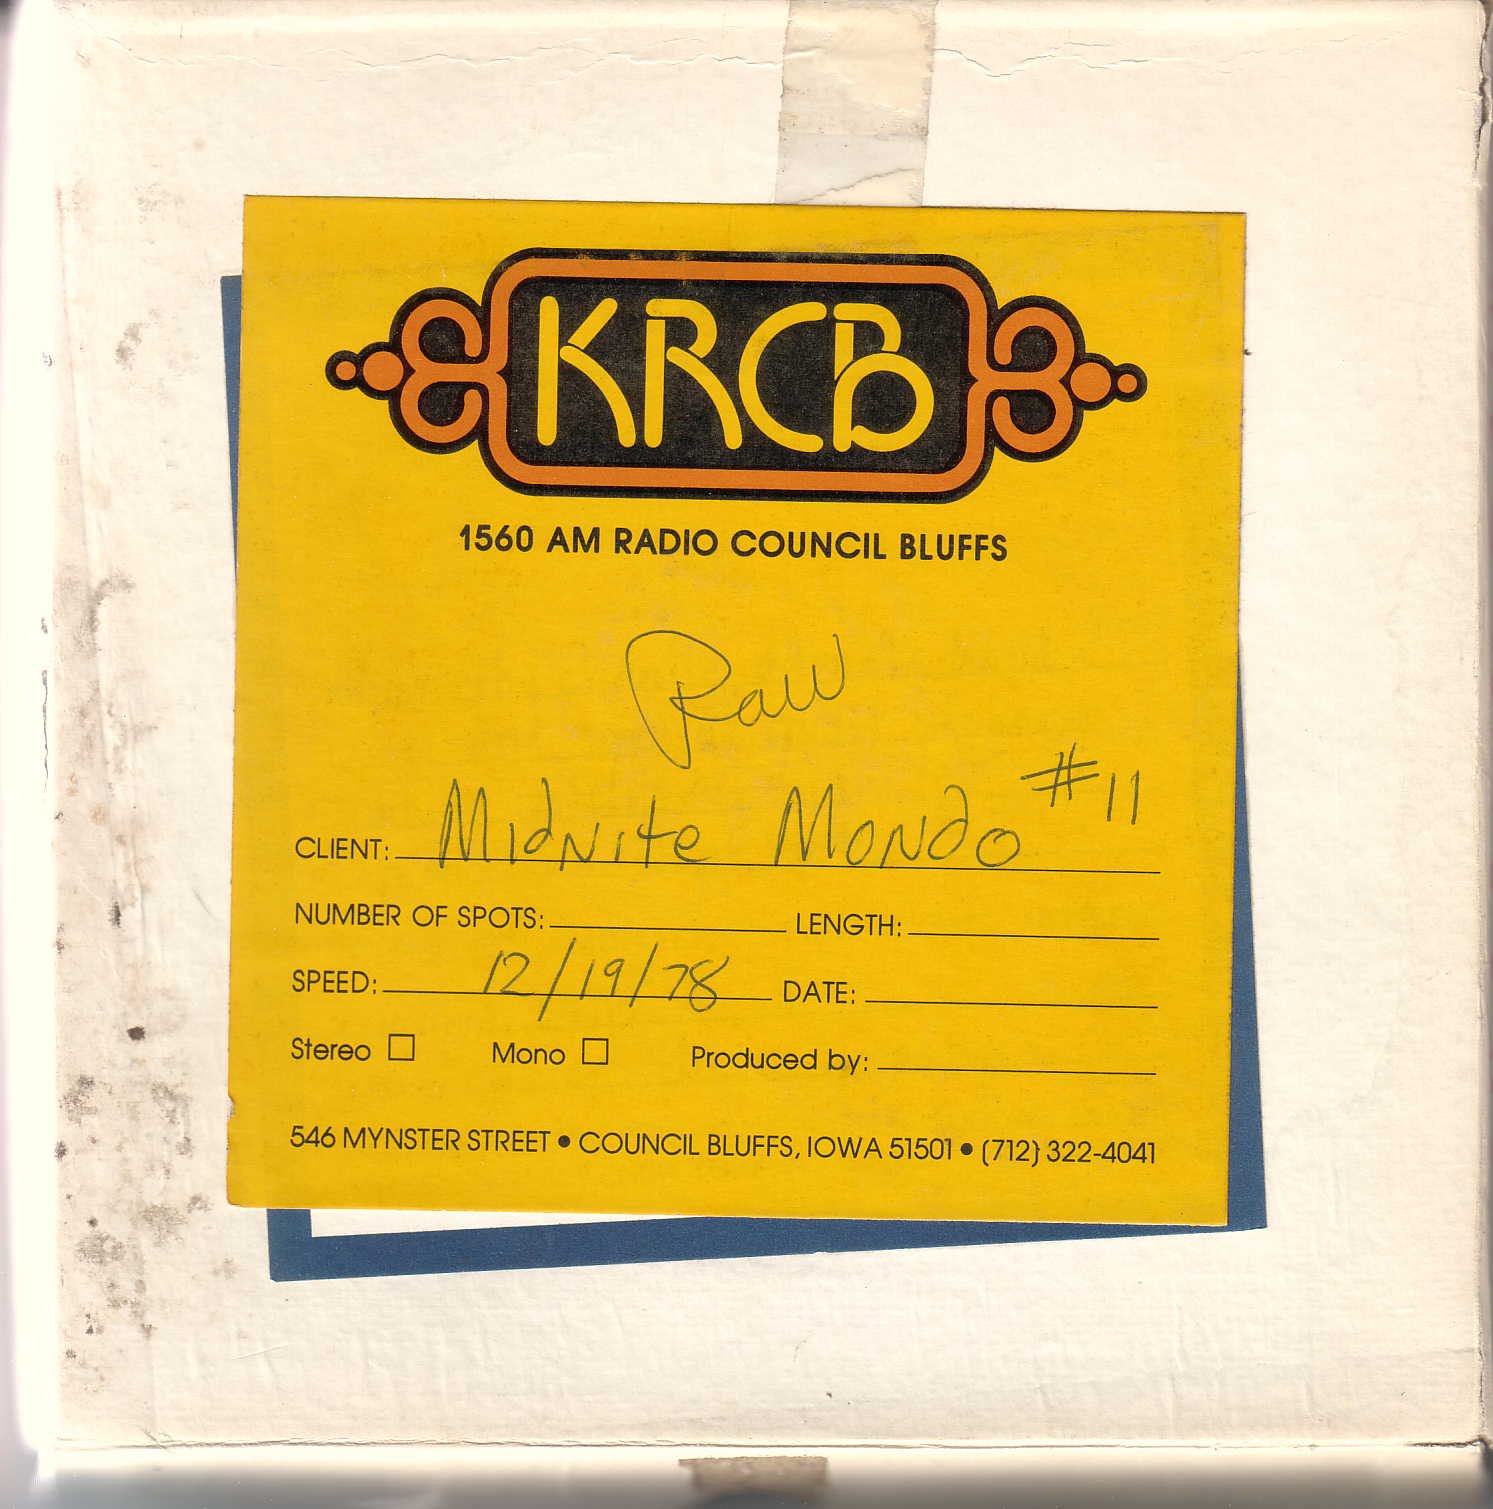 KRCB
1560 AM RADIO COUNCIL BLUFFS
Raw
#11
CLIENT: Midnite Mondo
NUMBER OF SPOTS: LENGTH:
SPEED: 12/19/78 DATE:
Stereo Mono Produced by:
546 MYNSTER STREET • COUNCIL BLUFFS, IOWA 51501 • (712) 322-4041